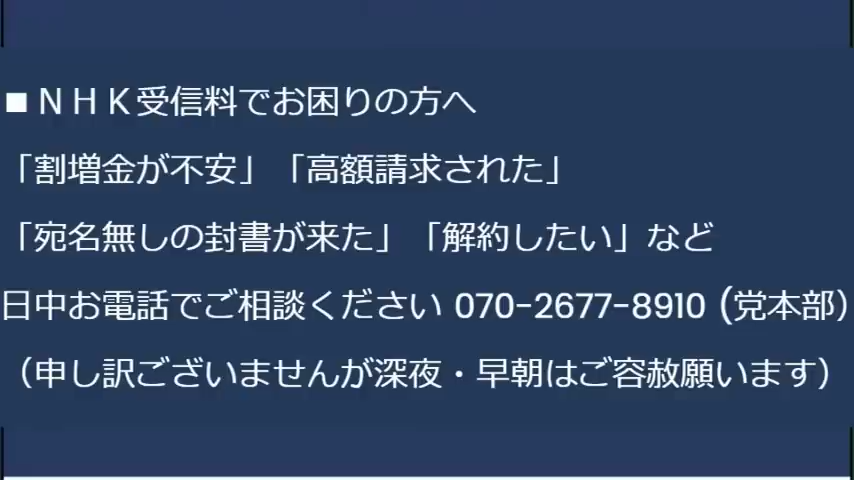 ■ＮＨＫ受信料でお困りの方へ
「割増金が不安」「高額請求された」
「宛名無しの封書が来た」「解約したい」など
日中お電話でご相談ください 070-2677-8910 (党本部)
（申し訳ございませんが深夜・早朝はご容赦願います）